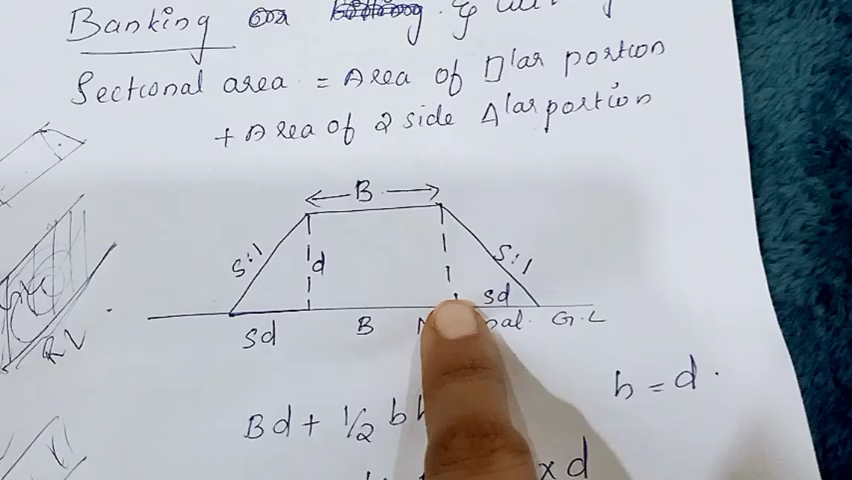 Banking
Sectional area = Area of □lar portion
+ Area of 2 side Δlar portion
B
S:1
d
S:1
sd
Sd
B
G.L
h = d.
Bd + 1/2 b
x d